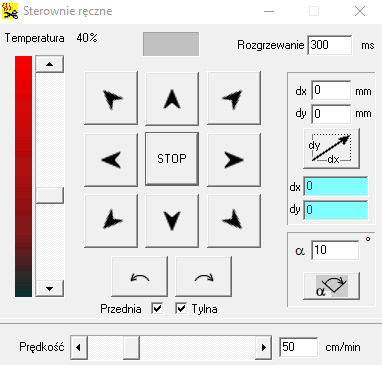 Sterownie ręczne
Temperatura 40% Rozgrzewanie 300 ms
dx 0 mm
dy 0 mm
dy
dx
STOP
dx 0
dy 0
α 10 °
α
Przednia Tylna
Prędkość 50 cm/min